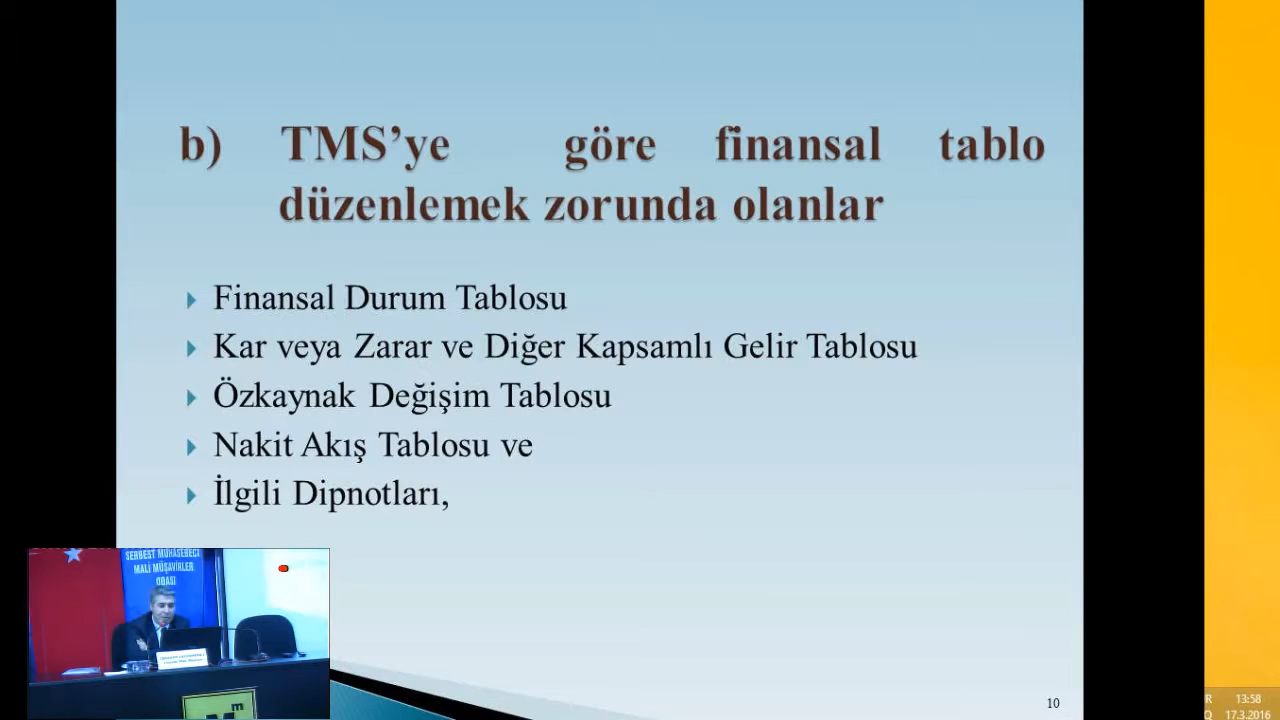 b) TMS’ye göre finansal tablo
düzenlemek zorunda olanlar
Finansal Durum Tablosu
Kar veya Zarar ve Diğer Kapsamlı Gelir Tablosu
Özkaynak Değişim Tablosu
Nakit Akış Tablosu ve
İlgili Dipnotları,
SERBEST MUHASEBECİ
MALİ MÜŞAVİRLER
ODASI
10
R 13:58
Q 17.3.2016